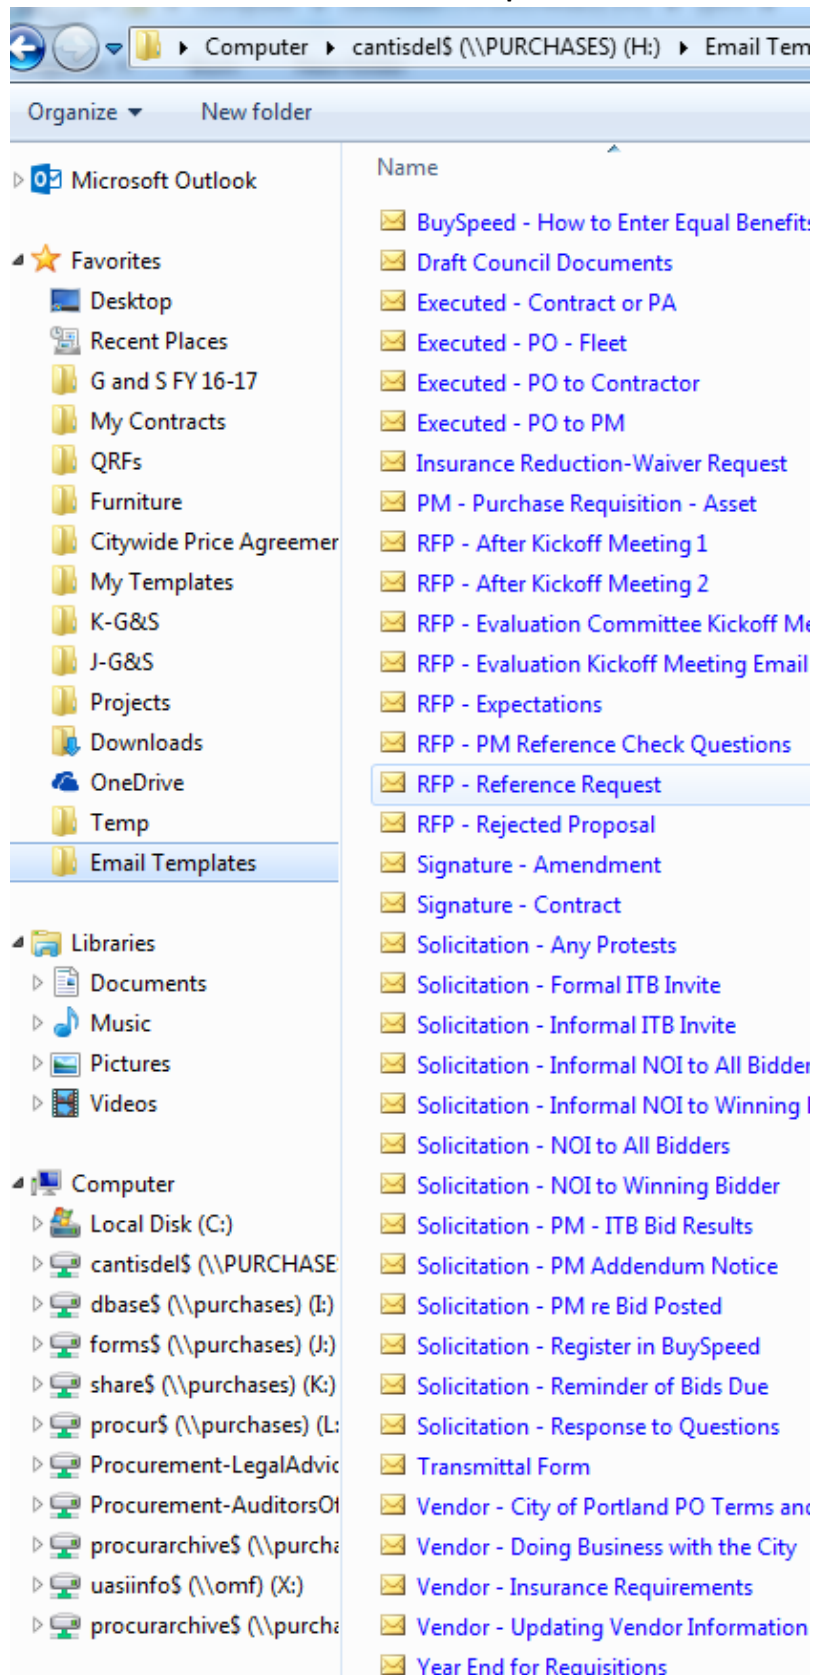 Computer cantisdel$ (\\PURCHASES) (H:) Email Tem
Organize New folder
Microsoft Outlook
Favorites
Desktop
Recent Places
G and S FY 16-17
My Contracts
QRFs
Furniture
Citywide Price Agreemer
My Templates
K-G&S
J-G&S
Projects
Downloads
OneDrive
Temp
Email Templates
Libraries
Documents
Music
Pictures
Videos
Computer
Local Disk (C:)
cantisdel$ (\\PURCHASE
dbase$ (\\purchases) (I:)
forms$ (\\purchases) (J:)
share$ (\\purchases) (K:)
procur$ (\\purchases) (L:
Procurement-LegalAdvic
Procurement-AuditorsOf
procurarchive$ (\\purcha
uasiinfo$ (\\omf) (X:)
procurarchive$ (\\purcha
Name
BuySpeed - How to Enter Equal Benefits
Draft Council Documents
Executed - Contract or PA
Executed - PO - Fleet
Executed - PO to Contractor
Executed - PO to PM
Insurance Reduction-Waiver Request
PM - Purchase Requisition - Asset
RFP - After Kickoff Meeting 1
RFP - After Kickoff Meeting 2
RFP - Evaluation Committee Kickoff Me
RFP - Evaluation Kickoff Meeting Email
RFP - Expectations
RFP - PM Reference Check Questions
RFP - Reference Request
RFP - Rejected Proposal
Signature - Amendment
Signature - Contract
Solicitation - Any Protests
Solicitation - Formal ITB Invite
Solicitation - Informal ITB Invite
Solicitation - Informal NOI to All Bidder
Solicitation - Informal NOI to Winning
Solicitation - NOI to All Bidders
Solicitation - NOI to Winning Bidder
Solicitation - PM - ITB Bid Results
Solicitation - PM Addendum Notice
Solicitation - PM re Bid Posted
Solicitation - Register in BuySpeed
Solicitation - Reminder of Bids Due
Solicitation - Response to Questions
Transmittal Form
Vendor - City of Portland PO Terms and
Vendor - Doing Business with the City
Vendor - Insurance Requirements
Vendor - Updating Vendor Information
Year End for Requisitions